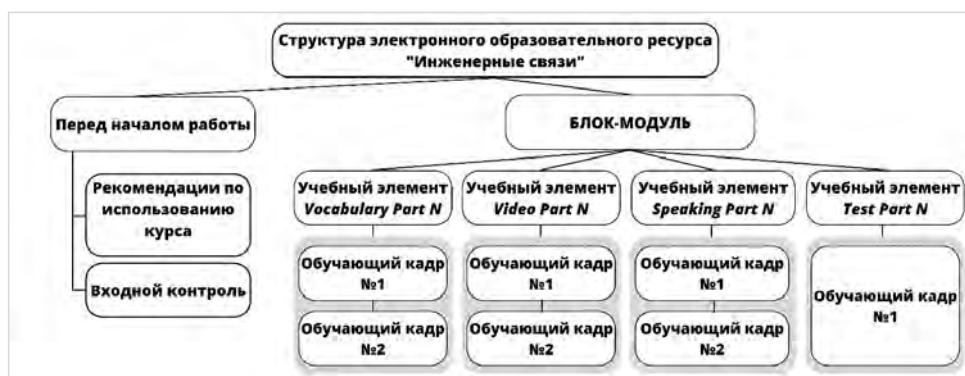 Структура электронного образовательного ресурса
"Инженерные связи"
Перед началом работы
Рекомендации по
использованию
курса
Входной контроль
БЛОК-МОДУЛЬ
Учебный элемент
Vocabulary Part N
Обучающий кадр
№1
Обучающий кадр
№2
Учебный элемент
Video Part N
Обучающий кадр
№1
Обучающий кадр
№2
Учебный элемент
Speaking Part N
Обучающий кадр
№1
Обучающий кадр
№2
Учебный элемент
Test Part N
Обучающий кадр
№1